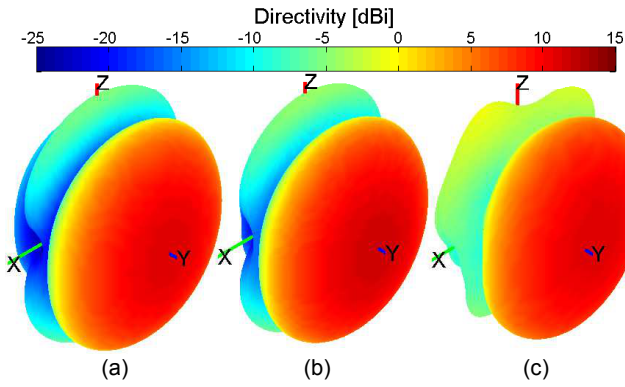 Directivity [dBi]
-25 -20 -15 -10 -5 0 5 10 15
Z Z Z
X Y X Y X Y
(a) (b) (c)